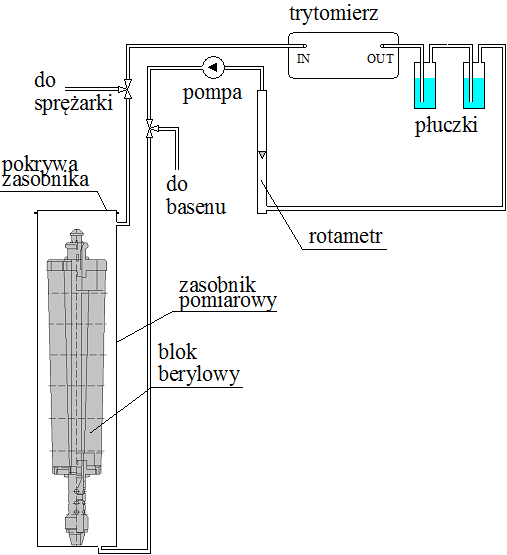 trytomierz
IN
OUT
do
sprężarki
pompa
płuczki
pokrywa
zasobnika
do
basenu
rotametr
zasobnik
pomiarowy
blok
berylowy